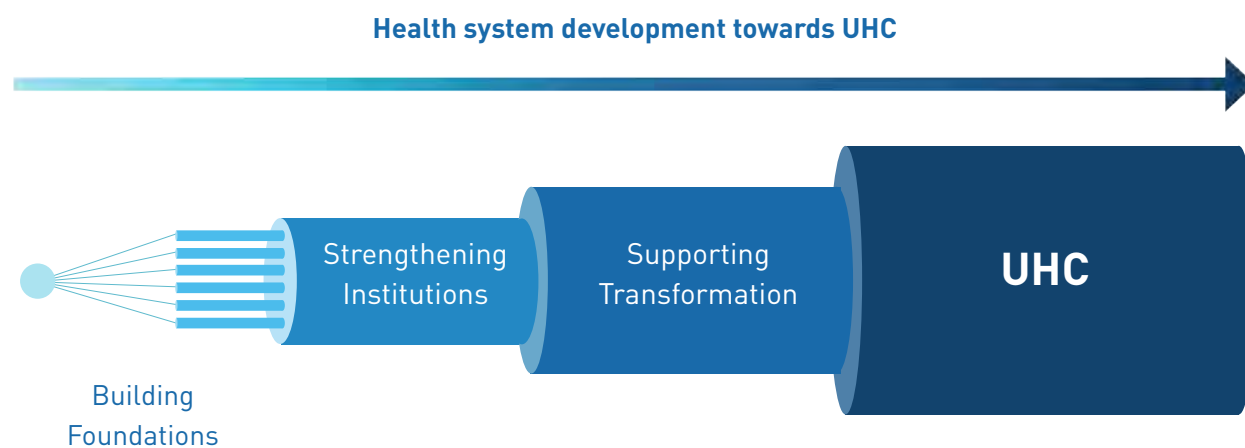 Health system development towards UHC
Strengthening
Institutions
Supporting
Transformation
UHC
Building
Foundations